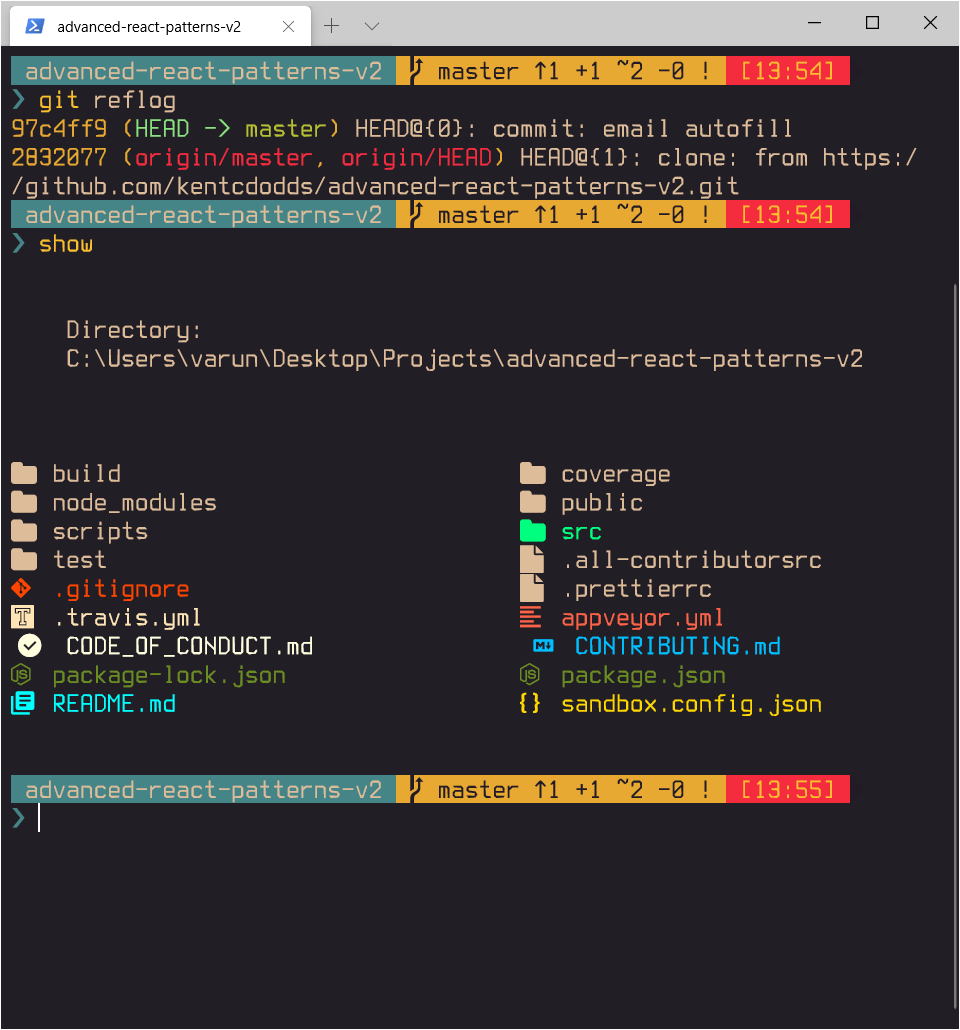 advanced-react-patterns-v2
advanced-react-patterns-v2 master ↑1 +1 ~2 -0 ! [13:54]
❯ git reflog
97c4ff9 (HEAD -> master) HEAD@{0}: commit: email autofill
2832077 (origin/master, origin/HEAD) HEAD@{1}: clone: from https:/
/github.com/kentcdodds/advanced-react-patterns-v2.git
advanced-react-patterns-v2 master ↑1 +1 ~2 -0 ! [13:54]
❯ show
Directory:
C:\Users\varun\Desktop\Projects\advanced-react-patterns-v2
build coverage
node_modules public
scripts src
test .all-contributorsrc
.gitignore .prettierrc
.travis.yml appveyor.yml
CODE_OF_CONDUCT.md CONTRIBUTING.md
package-lock.json package.json
README.md sandbox.config.json
advanced-react-patterns-v2 master ↑1 +1 ~2 -0 ! [13:55]
❯